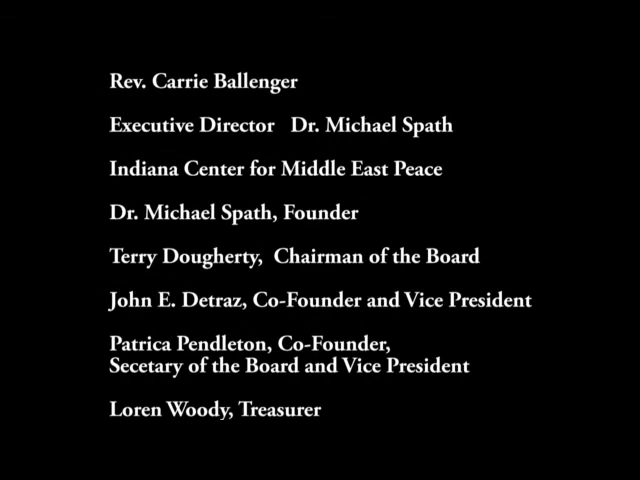 Rev. Carrie Ballenger
Executive Director   Dr. Michael Spath
Indiana Center for Middle East Peace
Dr. Michael Spath, Founder
Terry Dougherty,  Chairman of the Board
John E. Detraz, Co-Founder and Vice President
Patrica Pendleton, Co-Founder,
Secetary of the Board and Vice President
Loren Woody, Treasurer